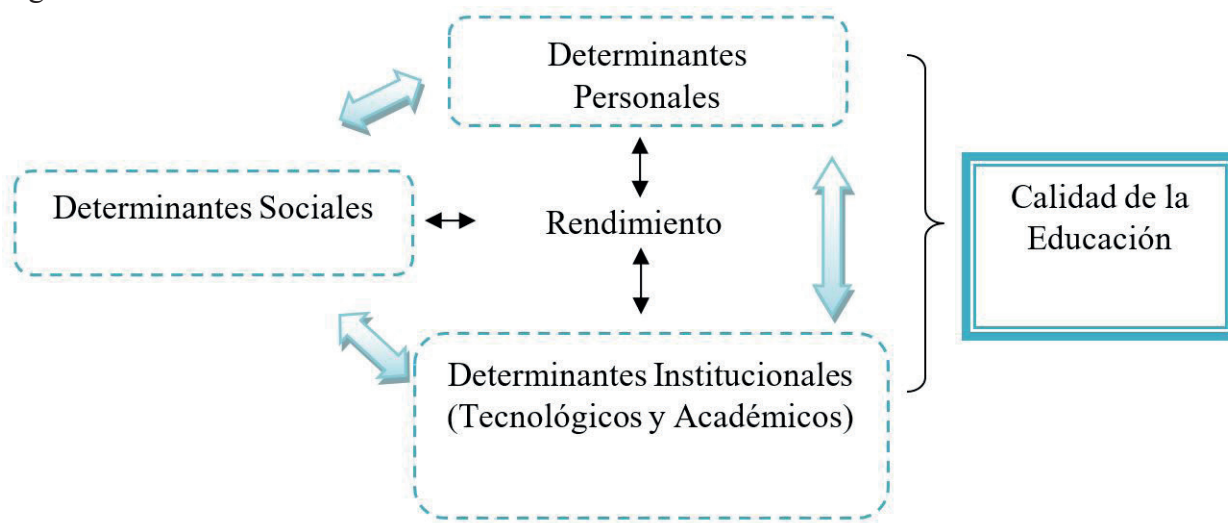 Determinantes
Personales
Determinantes Sociales
Rendimiento
Calidad de la
Educación
Determinantes Institucionales
(Tecnológicos y Académicos)